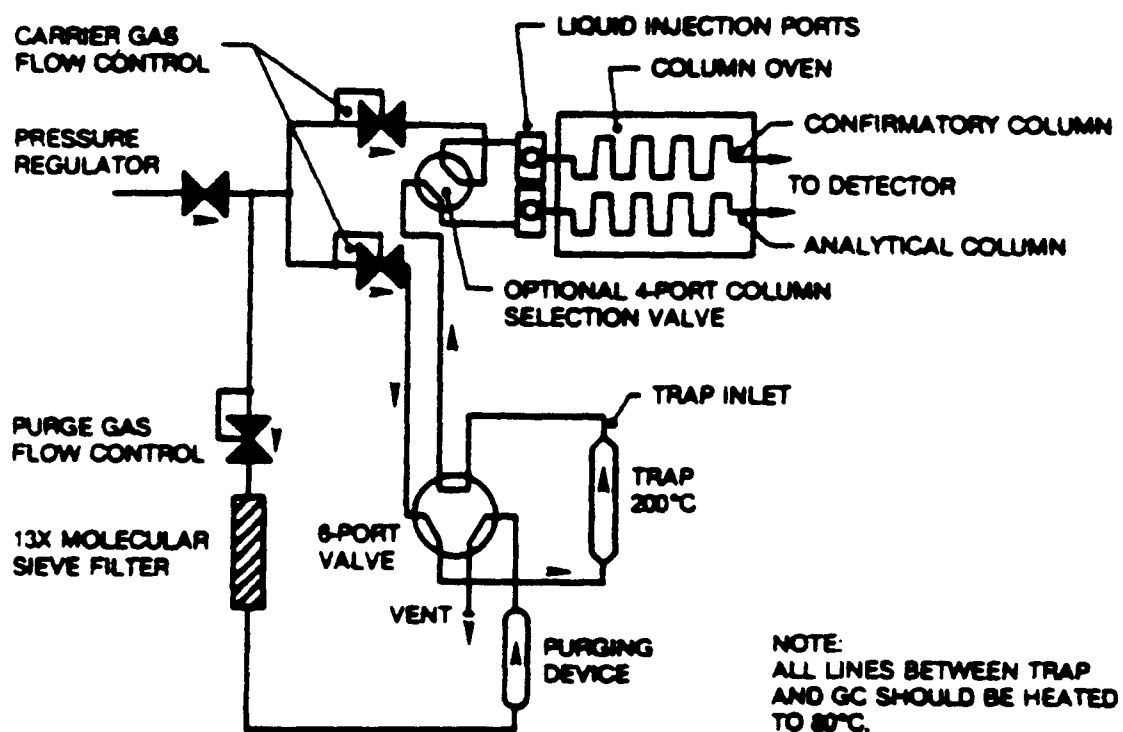 CARRIER GAS
FLOW CONTROL
PRESSURE
REGULATOR
LIQUID INJECTION PORTS
COLUMN OVEN
CONFIRMATORY COLUMN
TO DETECTOR
ANALYTICAL COLUMN
OPTIONAL 4-PORT COLUMN
SELECTION VALVE
TRAP INLET
TRAP
200°C
PURGE GAS
FLOW CONTROL
13X MOLECULAR
SIEVE FILTER
6-PORT
VALVE
VENT
PURGING
DEVICE
NOTE:
ALL LINES BETWEEN TRAP
AND GC SHOULD BE HEATED
TO 80°C.